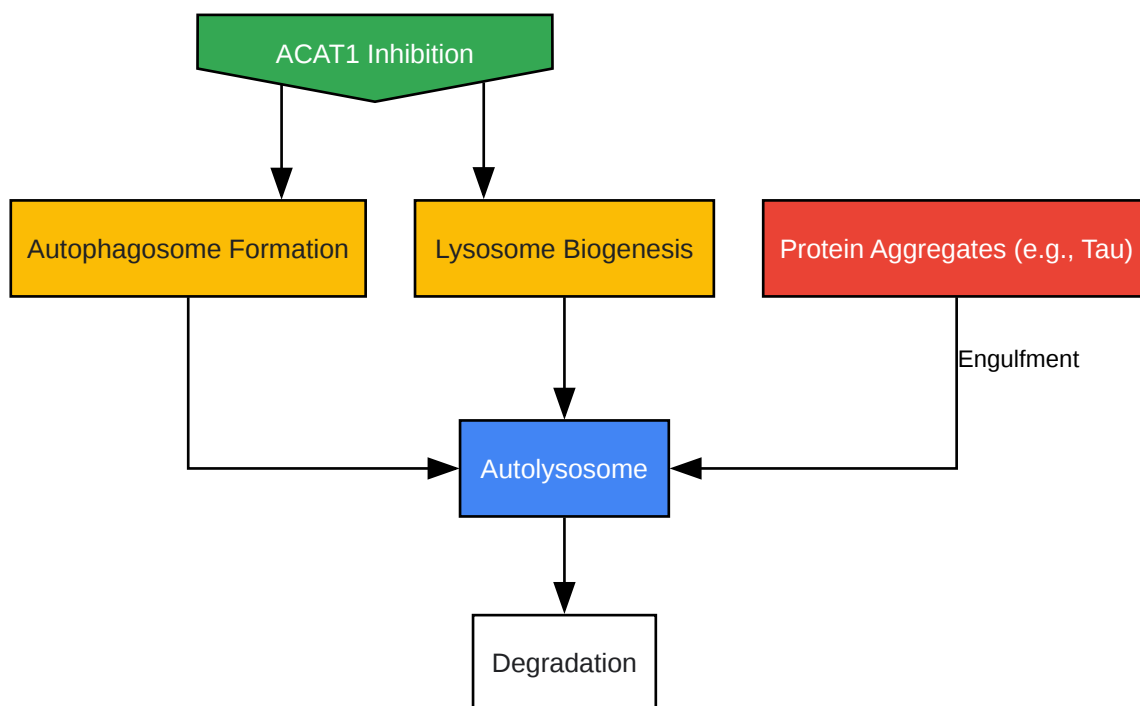 ACAT1 Inhibition
Autophagosome Formation
Lysosome Biogenesis
Protein Aggregates (e.g., Tau)
Engulfment
Autolysosome
Degradation